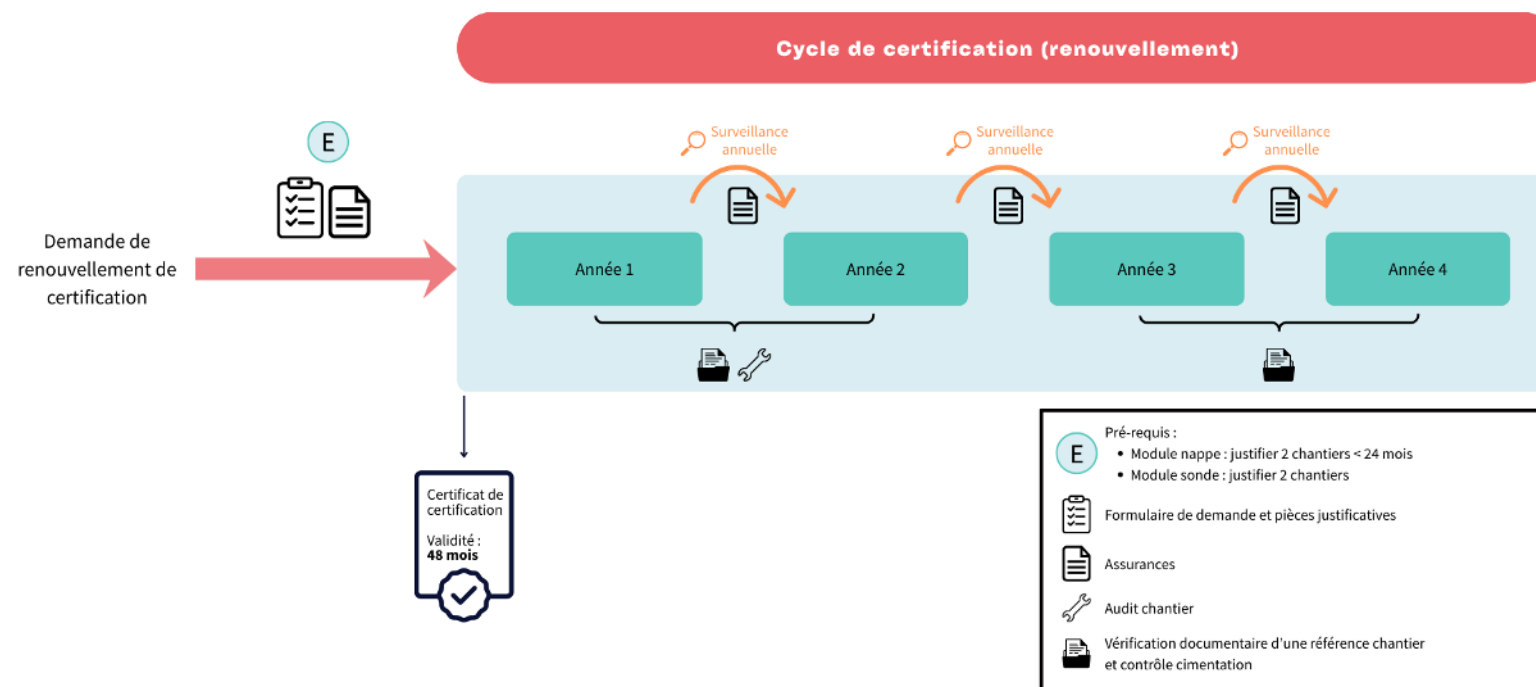 Cycle de certification (renouvellement)
E
Surveillance
annuelle
Surveillance
annuelle
Surveillance
annuelle
Demande de
renouvellement de
certification
Année 1
Année 2
Année 3
Année 4
Certificat de
certification
Validité :
48 mois
E
Pré-requis :
• Module nappe : justifier 2 chantiers < 24 mois
• Module sonde : justifier 2 chantiers
Formulaire de demande et pièces justificatives
Assurances
Audit chantier
Vérification documentaire d'une référence chantier
et contrôle cimentation